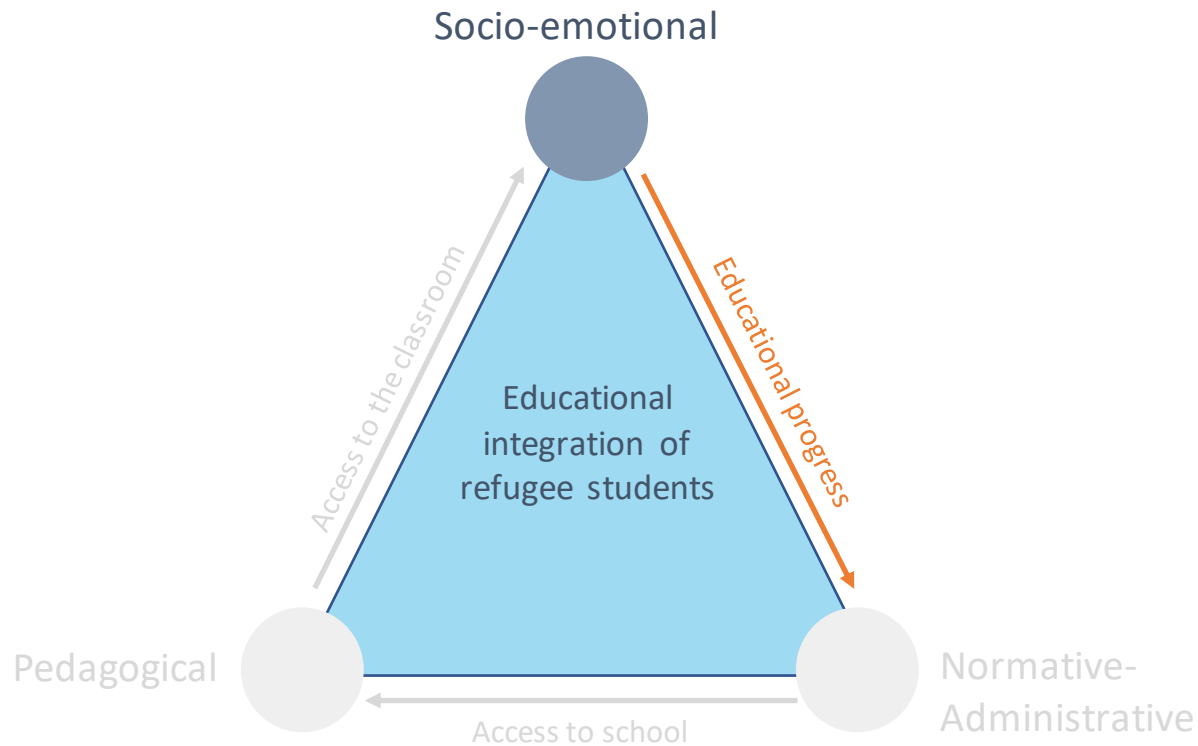 Socio-emotional
Access to the classroom
Educational progress
Educational
integration of
refugee students
Pedagogical
Normative-
Administrative
Access to school